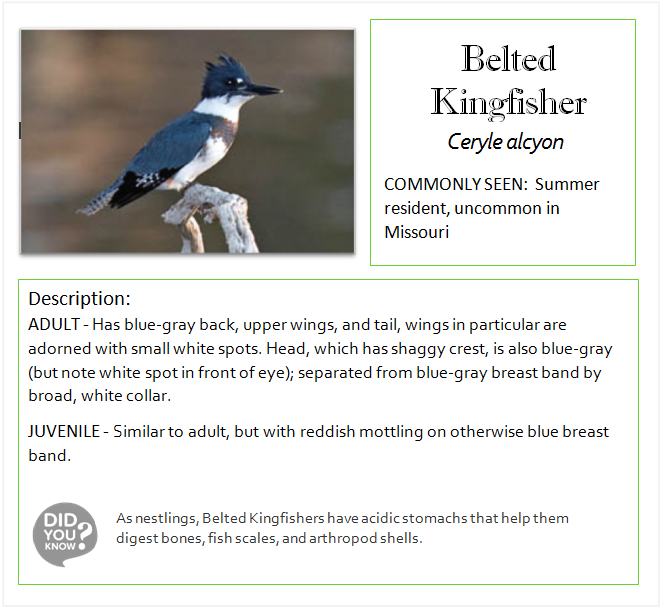 Belted
Kingfisher
Ceryle alcyon
COMMONLY SEEN: Summer
resident, uncommon in
Missouri
Description:
ADULT - Has blue-gray back, upper wings, and tail, wings in particular are
adorned with small white spots. Head, which has shaggy crest, is also blue-gray
(but note white spot in front of eye); separated from blue-gray breast band by
broad, white collar.
JUVENILE - Similar to adult, but with reddish mottling on otherwise blue breast
band.
DID
YOU
KNOW?
As nestlings, Belted Kingfishers have acidic stomachs that help them
digest bones, fish scales, and arthropod shells.